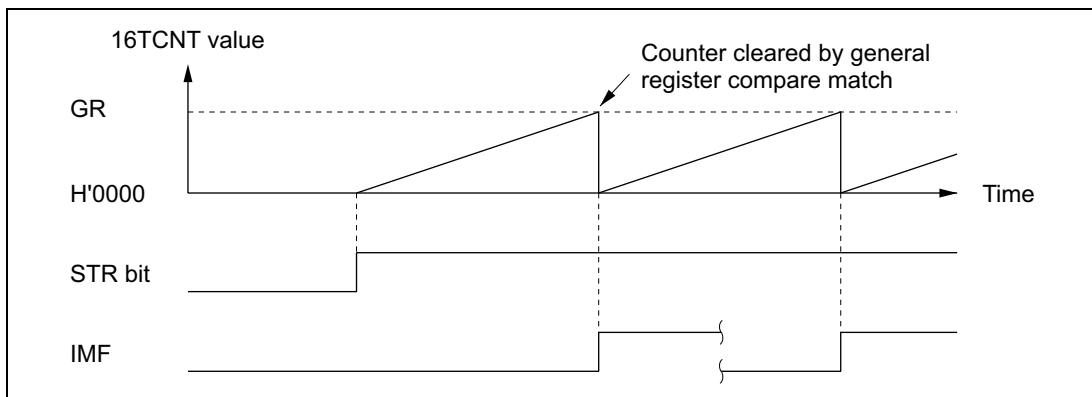 16TCNT value
Counter cleared by general
register compare match
GR
H'0000
Time
STR bit
IMF